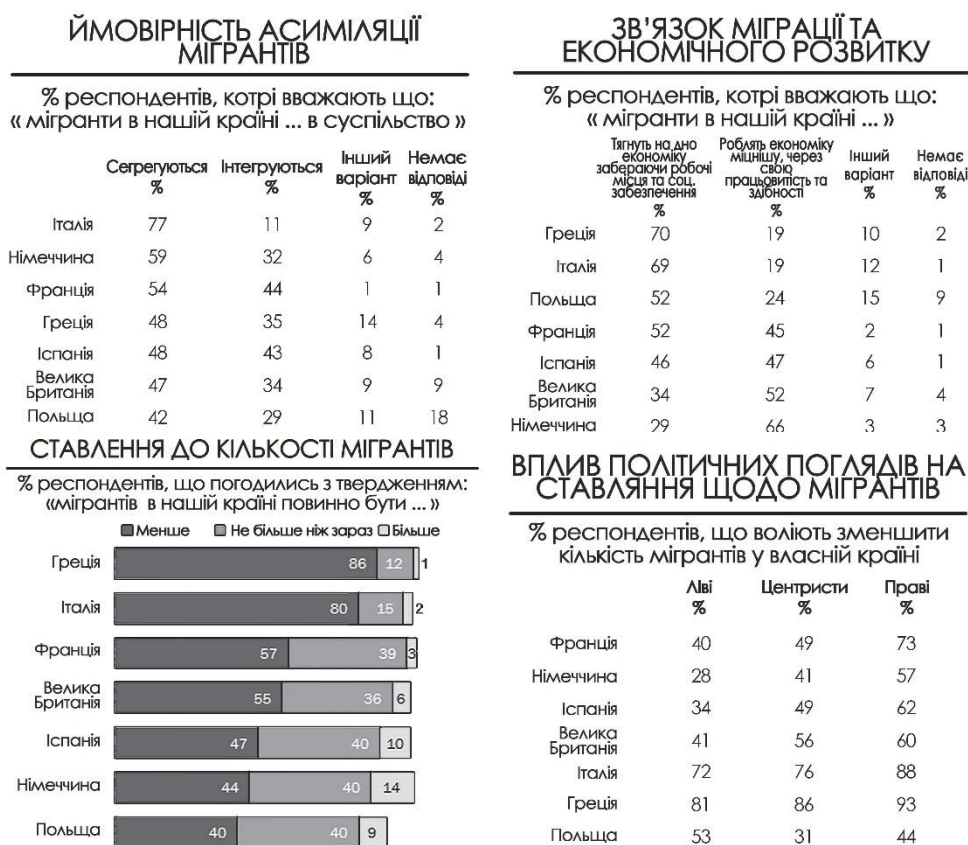 ЙМОВІРНІСТЬ АСИМІЛЯЦІЇ
МІГРАНТІВ
% респондентів, котрі вважають що:
« мігранти в нашій країні ... в суспільство »
Сегрегуються % Інтегруються % Інший варіант % Немає відповіді %
Італія 77 11 9 2
Німеччина 59 32 6 4
Франція 54 44 1 1
Греція 48 35 14 4
Іспанія 48 43 8 1
Велика Британія 47 34 9 9
Польща 42 29 11 18
ЗВ’ЯЗОК МІГРАЦІЇ ТА
ЕКОНОМІЧНОГО РОЗВИТКУ
% респондентів, котрі вважають що:
« мігранти в нашій країні ... »
Тягнуть на дно економіку забераючи робочі місця та соц. забезпечення % Роблять економіку міцнішу, через свою працьовитість та здібності % Інший варіант % Немає відповіді %
Греція 70 19 10 2
Італія 69 19 12 1
Польща 52 24 15 9
Франція 52 45 2 1
Іспанія 46 47 6 1
Велика Британія 34 52 7 4
Німеччина 29 66 3 3
СТАВЛЕННЯ ДО КІЛЬКОСТІ МІГРАНТІВ
% респондентів, що погодились з твердженням:
«мігрантів в нашій країні повинно бути ... »
Менше Не більше ніж зараз Більше
Греція 86 12 1
Італія 80 15 2
Франція 57 39 3
Велика Британія 55 36 6
Іспанія 47 40 10
Німеччина 44 40 14
Польща 40 40 9
ВПЛИВ ПОЛІТИЧНИХ ПОГЛЯДІВ НА
СТАВЛЯННЯ ЩОДО МІГРАНТІВ
% респондентів, що воліють зменшити
кількість мігрантів у власній країні
Ліві % Центристи % Праві %
Франція 40 49 73
Німеччина 28 41 57
Іспанія 34 49 62
Велика Британія 41 56 60
Італія 72 76 88
Греція 81 86 93
Польща 53 31 44